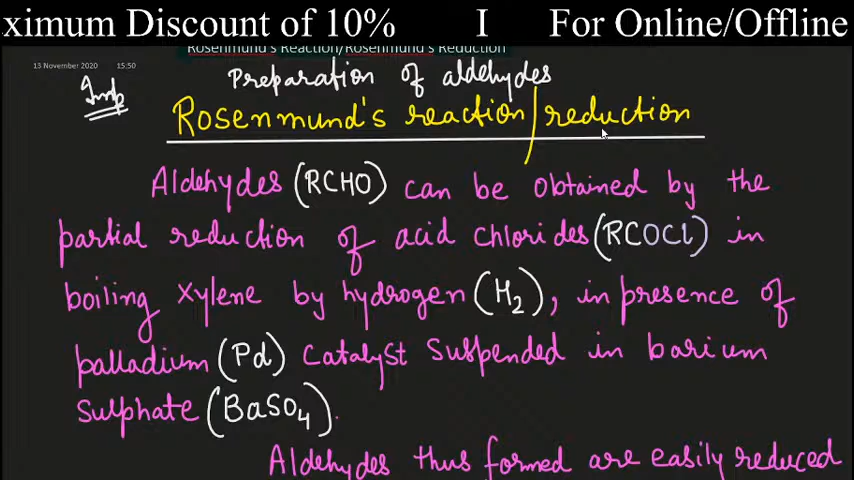 ximum Discount of 10% I For Online/Offline
Rosenmund's Reaction/Rosenmund's Reduction
13 November 2020 15:50
Imp
Preparation of aldehydes
Rosenmund's reaction/reduction
Aldehydes (RCHO) can be obtained by the
partial reduction of acid chlorides (RCOCl) in
boiling xylene by hydrogen (H2), in presence of
palladium (Pd) catalyst suspended in barium
sulphate (BaSO4).
Aldehydes thus formed are easily reduced